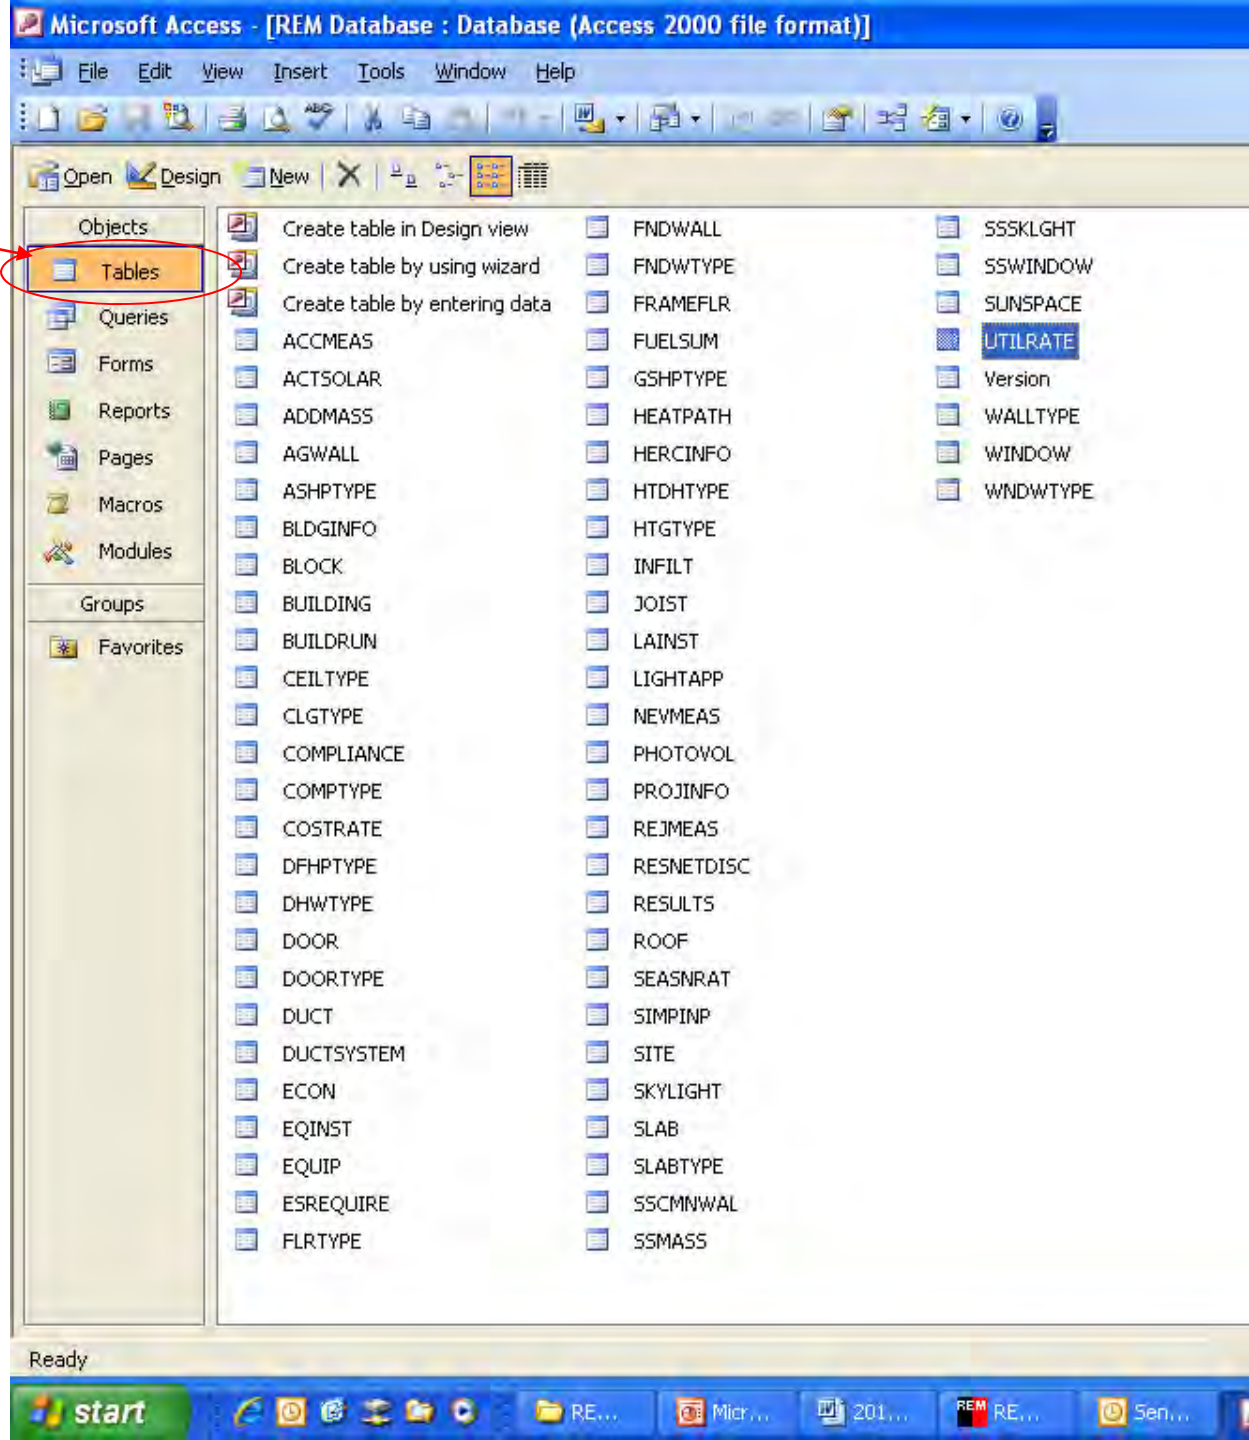 Microsoft Access - [REM Database : Database (Access 2000 file format)]
File Edit View Insert Tools Window Help
Open Design New
Objects
Tables
Queries
Forms
Reports
Pages
Macros
Modules
Groups
Favorites
Create table in Design view
Create table by using wizard
Create table by entering data
ACCMEAS
ACTSOLAR
ADDMASS
AGWALL
ASHPTYPE
BLDGINFO
BLOCK
BUILDING
BUILDRUN
CEILTYPE
CLGTYPE
COMPLIANCE
COMPTYPE
COSTRATE
DFHPTYPE
DHWTYPE
DOOR
DOORTYPE
DUCT
DUCTSYSTEM
ECON
EQINST
EQUIP
ESREQUIRE
FLRTYPE
FNDWALL
FNDWTYPE
FRAMEFLR
FUELSUM
GSHPTYPE
HEATPATH
HERCINFO
HTDHTYPE
HTGTYPE
INFILT
JOIST
LAINST
LIGHTAPP
NEVMEAS
PHOTOVOL
PROJINFO
REJMEAS
RESNETDISC
RESULTS
ROOF
SEASNRAT
SIMPINP
SITE
SKYLIGHT
SLAB
SLABTYPE
SSCMNWAL
SSMASS
SSSKLGHT
SSWINDOW
SUNSPACE
UTILRATE
Version
WALLTYPE
WINDOW
WNDWTYPE
Ready
start RE... Micr... 201... REM RE... Sen...